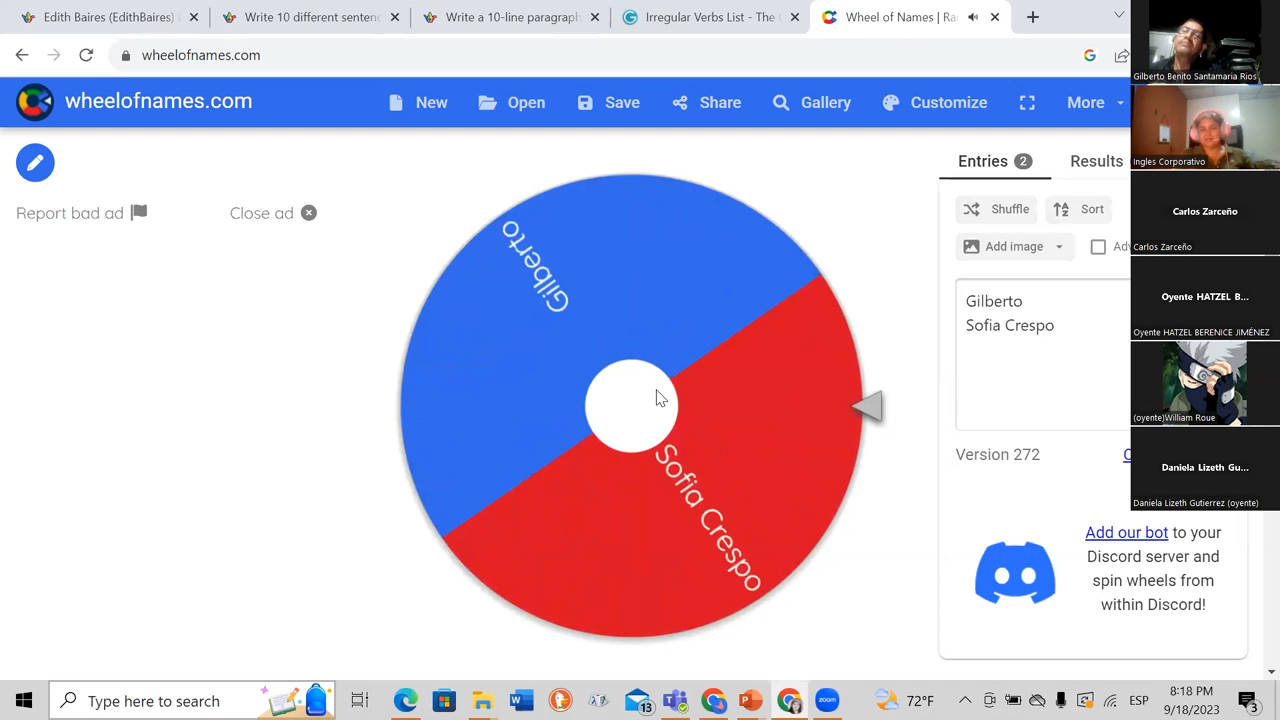 Edith Baires (EdithBaires)
Write 10 different senten
Write a 10-line paragraph
Irregular Verbs List - The
Wheel of Names | Ra
wheelofnames.com
wheelofnames.com
New
Open
Save
Share
Gallery
Customize
More
Report bad ad
Close ad
Gilberto
Sofia Crespo
Entries 2
Results
Shuffle
Sort
Add image
Gilberto
Sofia Crespo
Version 272
Add our bot to your
Discord server and
spin wheels from
within Discord!
Gilberto Benito Santamaria Rios
Ingles Corporativo
Carlos Zarceño
Carlos Zarceño
Oyente HATZEL B...
Oyente HATZEL BERENICE JIMÉNEZ
(oyente)William Roue
Daniela Lizeth Gu...
Daniela Lizeth Gutierrez (oyente)
Type here to search
13
zoom
72°F
ESP
8:18 PM
9/18/2023
3